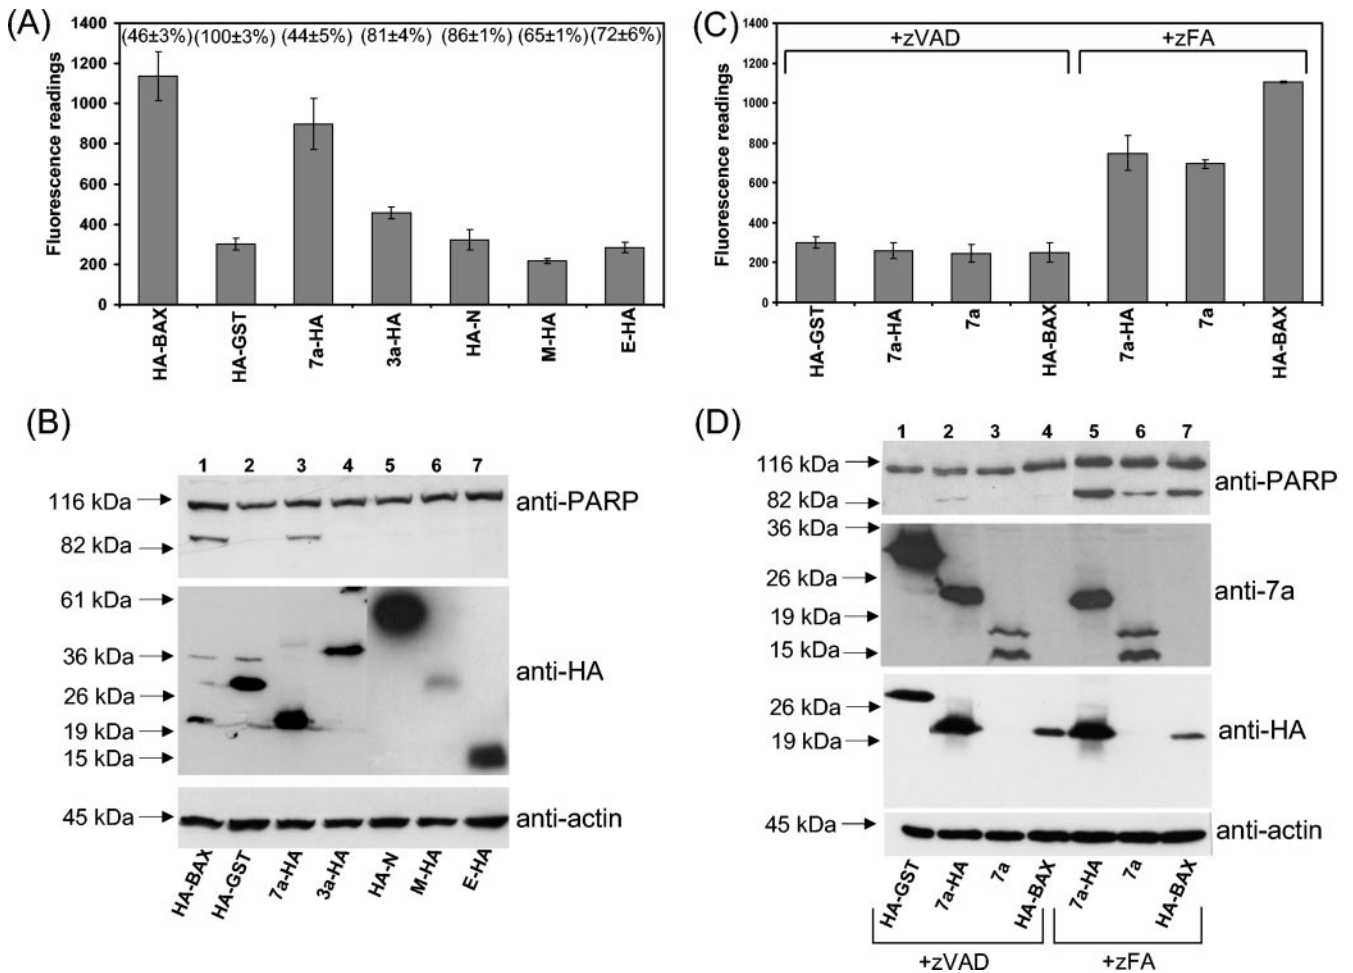 (A)
Fluorescence readings
1400
1200
1000
800
600
400
200
0
(46±3%) (100±3%) (44±5%) (81±4%) (86±1%) (65±1%) (72±6%)
HA-BAX
HA-GST
7a-HA
3a-HA
HA-N
M-HA
E-HA
(B)
1 2 3 4 5 6 7
116 kDa
82 kDa
anti-PARP
61 kDa
36 kDa
26 kDa
19 kDa
15 kDa
anti-HA
45 kDa
anti-actin
HA-BAX
HA-GST
7a-HA
3a-HA
HA-N
M-HA
E-HA
(C)
Fluorescence readings
1400
1200
1000
800
600
400
200
0
+zVAD +zFA
HA-GST
7a-HA
7a
HA-BAX
7a-HA
7a
HA-BAX
(D)
1 2 3 4 5 6 7
116 kDa
82 kDa
anti-PARP
36 kDa
26 kDa
19 kDa
15 kDa
anti-7a
26 kDa
19 kDa
anti-HA
45 kDa
anti-actin
HA-GST
7a-HA
7a
HA-BAX
7a-HA
7a
HA-BAX
+zVAD +zFA